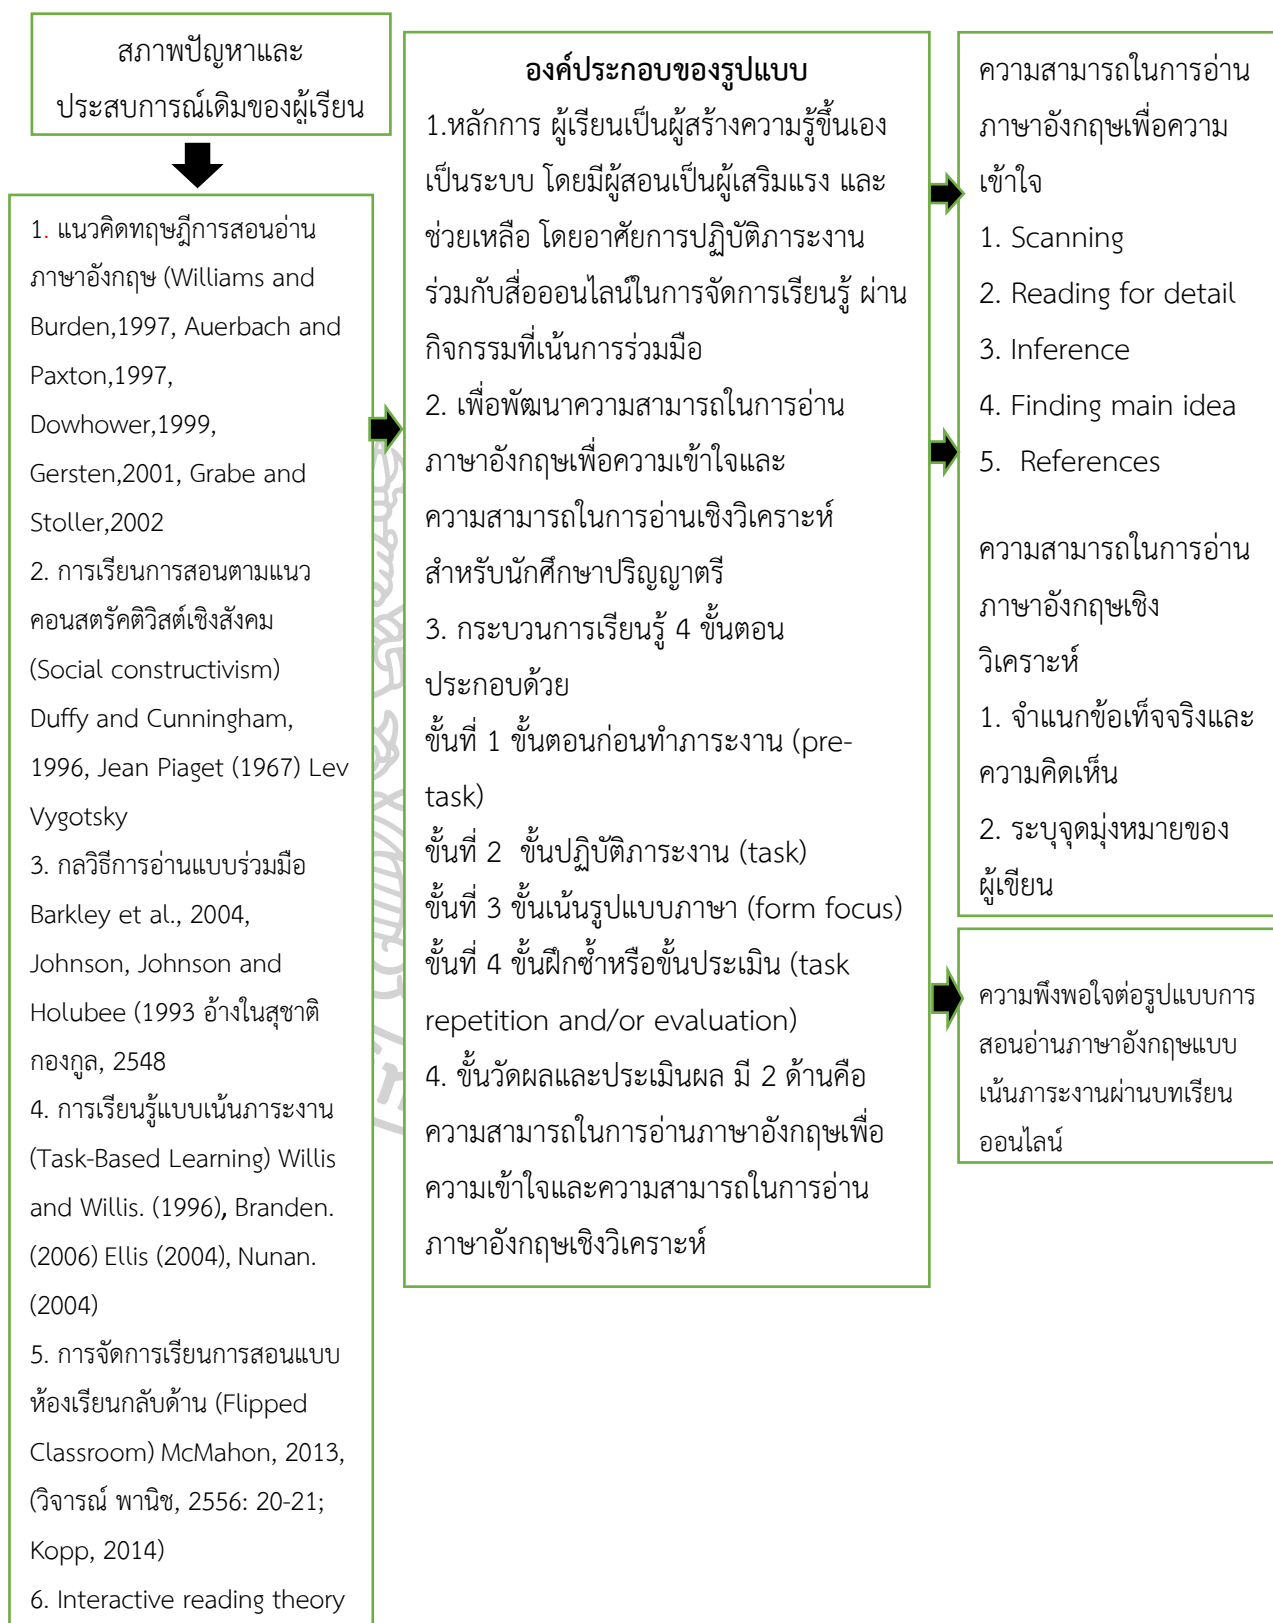 สภาพปัญหาและ
ประสบการณ์เดิมของผู้เรียน
1. แนวคิดทฤษฎีการสอนอ่าน
ภาษาอังกฤษ (Williams and
Burden,1997, Auerbach and
Paxton,1997,
Dowhower,1999,
Gersten,2001, Grabe and
Stoller,2002
2. การเรียนการสอนตามแนว
คอนสตรัคติวิสต์เชิงสังคม
(Social constructivism)
Duffy and Cunningham,
1996, Jean Piaget (1967) Lev
Vygotsky
3. กลวิธีการอ่านแบบร่วมมือ
Barkley et al., 2004,
Johnson, Johnson and
Holubee (1993 อ้างในสุชาติ
กองกูล, 2548
4. การเรียนรู้แบบเน้นภาระงาน
(Task-Based Learning) Willis
and Willis. (1996), Branden.
(2006) Ellis (2004), Nunan.
(2004)
5. การจัดการเรียนการสอนแบบ
ห้องเรียนกลับด้าน (Flipped
Classroom) McMahon, 2013,
(วิจารณ์ พานิช, 2556: 20-21;
Kopp, 2014)
6. Interactive reading theory
องค์ประกอบของรูปแบบ
1.หลักการ ผู้เรียนเป็นผู้สร้างความรู้ขึ้นเอง
เป็นระบบ โดยมีผู้สอนเป็นผู้เสริมแรง และ
ช่วยเหลือ โดยอาศัยการปฏิบัติภาระงาน
ร่วมกับสื่อออนไลน์ในการจัดการเรียนรู้ ผ่าน
กิจกรรมที่เน้นการร่วมมือ
2. เพื่อพัฒนาความสามารถในการอ่าน
ภาษาอังกฤษเพื่อความเข้าใจและ
ความสามารถในการอ่านเชิงวิเคราะห์
สำหรับนักศึกษาปริญญาตรี
3. กระบวนการเรียนรู้ 4 ขั้นตอน
ประกอบด้วย
ขั้นที่ 1 ขั้นตอนก่อนทำภาระงาน (pre-
task)
ขั้นที่ 2  ขั้นปฏิบัติภาระงาน (task)
ขั้นที่ 3 ขั้นเน้นรูปแบบภาษา (form focus)
ขั้นที่ 4 ขั้นฝึกซ้ำหรือขั้นประเมิน (task
repetition and/or evaluation)
4. ขั้นวัดผลและประเมินผล มี 2 ด้านคือ
ความสามารถในการอ่านภาษาอังกฤษเพื่อ
ความเข้าใจและความสามารถในการอ่าน
ภาษาอังกฤษเชิงวิเคราะห์
ความสามารถในการอ่าน
ภาษาอังกฤษเพื่อความ
เข้าใจ
1. Scanning
2. Reading for detail
3. Inference
4. Finding main idea
5.  References
ความสามารถในการอ่าน
ภาษาอังกฤษเชิง
วิเคราะห์
1. จำแนกข้อเท็จจริงและ
ความคิดเห็น
2. ระบุจุดมุ่งหมายของ
ผู้เขียน
ความพึงพอใจต่อรูปแบบการ
สอนอ่านภาษาอังกฤษแบบ
เน้นภาระงานผ่านบทเรียน
ออนไลน์